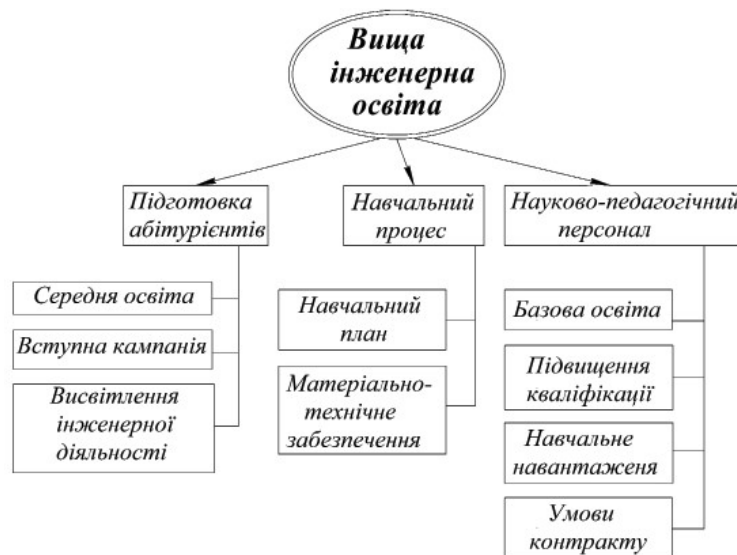 Вища
інженерна
освіта
Підготовка
абітурієнтів
Навчальний
процес
Науково-педагогічний
персонал
Середня освіта
Вступна кампанія
Висвітлення
інженерної
діяльності
Навчальний
план
Матеріально-
технічне
забезпечення
Базова освіта
Підвищення
кваліфікації
Навчальне
навантаженя
Умови
контракту